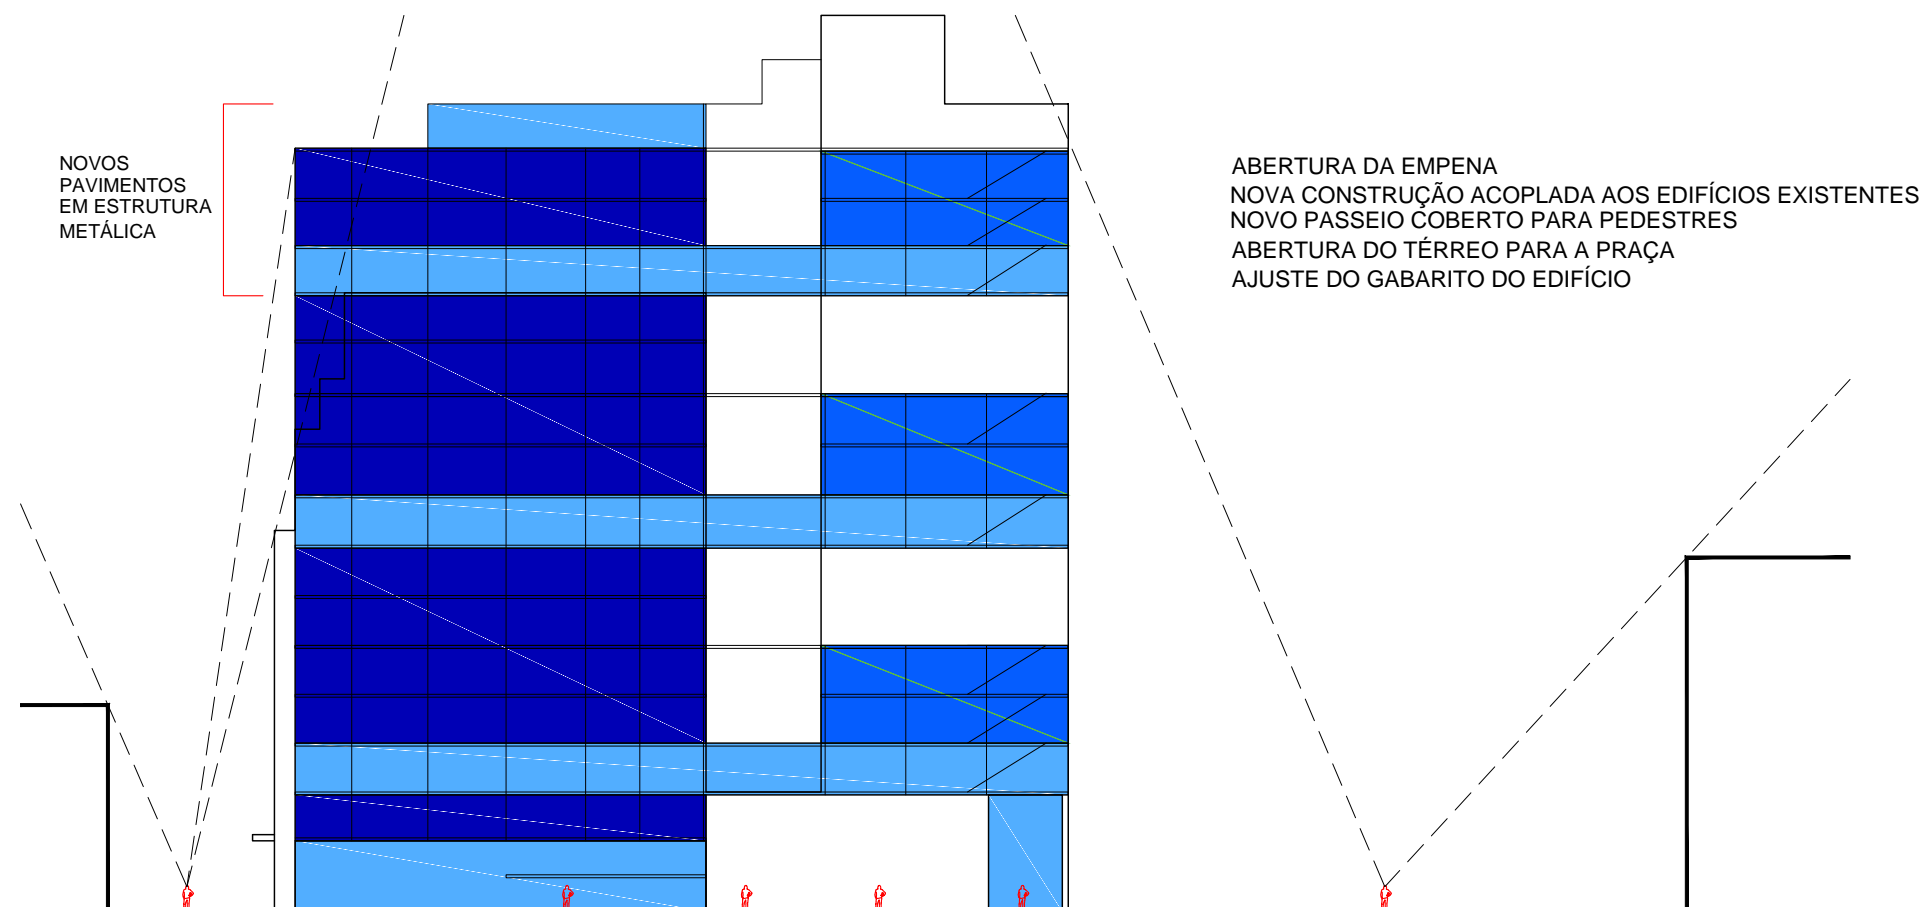 NOVOS
PAVIMENTOS
EM ESTRUTURA
METÁLICA
ABERTURA DA EMPENA
NOVA CONSTRUÇÃO ACOPLADA AOS EDIFÍCIOS EXISTENTES
NOVO PASSEIO COBERTO PARA PEDESTRES
ABERTURA DO TÉRREO PARA A PRAÇA
AJUSTE DO GABARITO DO EDIFÍCIO